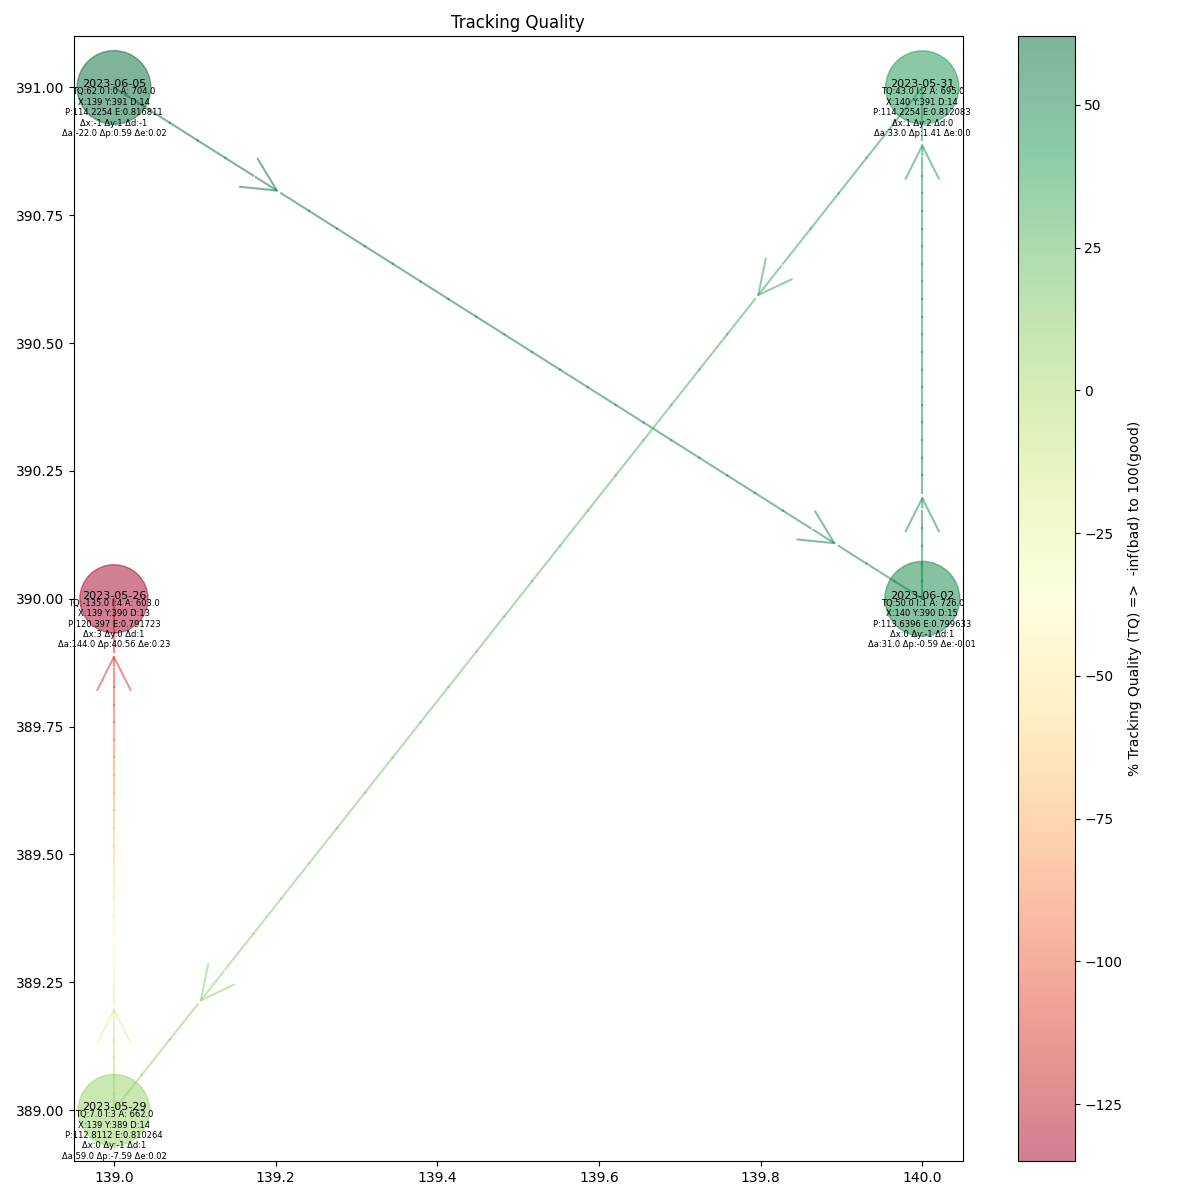 Tracking Quality
2023-06-05
TQ:62.0 I:0 A: 704.0
X:139 Y:391 D:14
P:114.2254 E:0.816811
Δx:-1 Δy:1 Δd:-1
Δa:-22.0 Δp:0.59 Δe:0.02
2023-05-31
TQ:43.0 I:2 A: 695.0
X:140 Y:391 D:14
P:114.2254 E:0.812083
Δx:1 Δy:2 Δd:0
Δa:33.0 Δp:1.41 Δe:0.0
2023-05-26
TQ:-135.0 I:4 A: 603.0
X:139 Y:390 D:13
P:120.397 E:0.791723
Δx:3 Δy:0 Δd:1
Δa:144.0 Δp:40.56 Δe:0.23
2023-06-02
TQ:50.0 I:1 A: 726.0
X:140 Y:390 D:15
P:113.6396 E:0.799633
Δx:0 Δy:-1 Δd:1
Δa:31.0 Δp:-0.59 Δe:-0.01
2023-05-29
TQ:7.0 I:3 A: 662.0
X:139 Y:389 D:14
P:112.8112 E:0.810264
Δx:0 Δy:-1 Δd:1
Δa:59.0 Δp:-7.59 Δe:0.02
391.00
390.75
390.50
390.25
390.00
389.75
389.50
389.25
389.00
139.0
139.2
139.4
139.6
139.8
140.0
50
25
0
−25
−50
−75
−100
−125
% Tracking Quality (TQ) => -inf(bad) to 100(good)